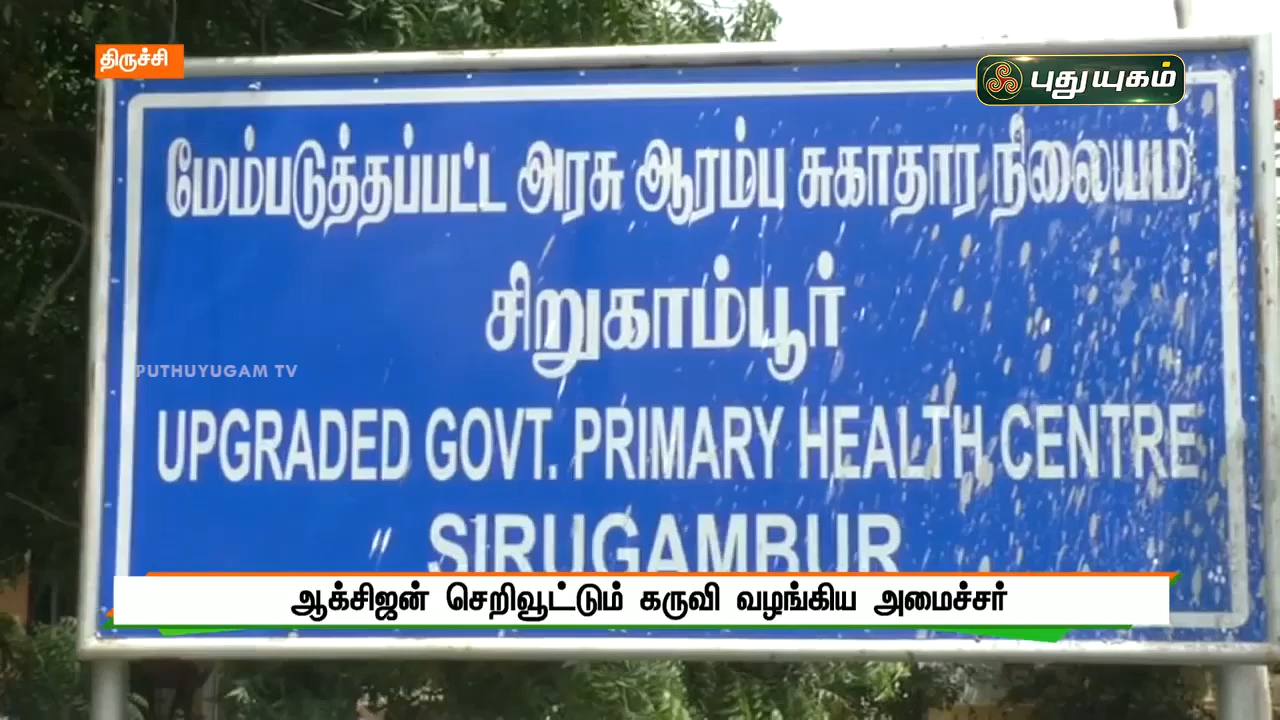 திருச்சி
புதுயுகம்
மேம்படுத்தப்பட்ட அரசு ஆரம்ப சுகாதார நிலையம்
சிறுகாம்பூர்
PUTHUYUGAM TV
UPGRADED GOVT. PRIMARY HEALTH CENTRE
SIRUGAMBUR
ஆக்சிஜன் செறிவூட்டும் கருவி வழங்கிய அமைச்சர்